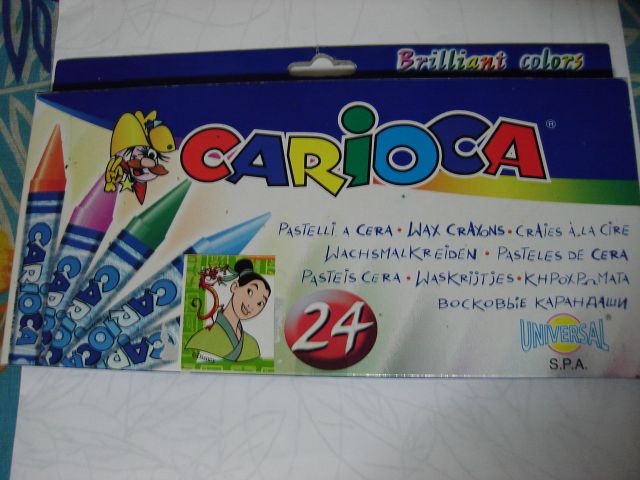 Brilliant colors
CARIOCA®
PASTELLI A CERA • WAX CRAYONS • CRAIES À LA CIRE
WACHSMALKREIDEN • PASTELES DE CERA
PASTEIS CERA • WASKRIJTJES • ΚΗΡΟΧΡΩΜΑΤΑ
ВОСКОВЫЕ КАРАНДАШИ
24
UNIVERSAL
S.P.A.
CARIOCA
CARIOCA
CARIOCA
CARIOCA